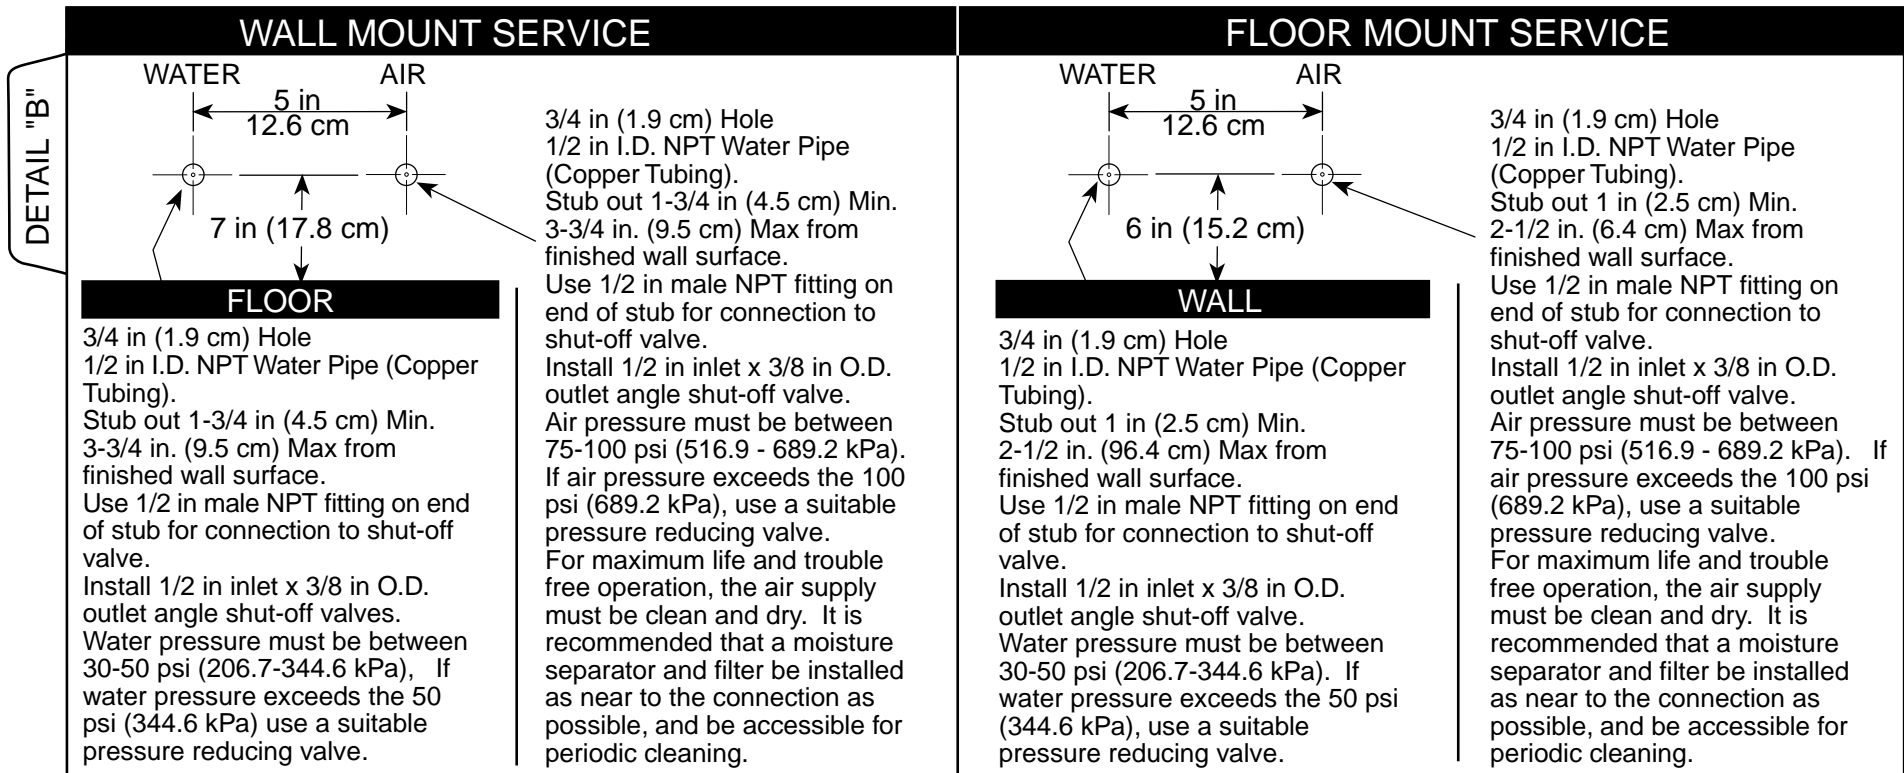 DETAIL "B"
WALL MOUNT SERVICE
WATER
AIR
5 in
12.6 cm
7 in (17.8 cm)
FLOOR
3/4 in (1.9 cm) Hole
1/2 in I.D. NPT Water Pipe (Copper
Tubing).
Stub out 1-3/4 in (4.5 cm) Min.
3-3/4 in. (9.5 cm) Max from
finished wall surface.
Use 1/2 in male NPT fitting on end
of stub for connection to shut-off
valve.
Install 1/2 in inlet x 3/8 in O.D.
outlet angle shut-off valves.
Water pressure must be between
30-50 psi (206.7-344.6 kPa),   If
water pressure exceeds the 50
psi (344.6 kPa) use a suitable
pressure reducing valve.
3/4 in (1.9 cm) Hole
1/2 in I.D. NPT Water Pipe
(Copper Tubing).
Stub out 1-3/4 in (4.5 cm) Min.
3-3/4 in. (9.5 cm) Max from
finished wall surface.
Use 1/2 in male NPT fitting on
end of stub for connection to
shut-off valve.
Install 1/2 in inlet x 3/8 in O.D.
outlet angle shut-off valve.
Air pressure must be between
75-100 psi (516.9 - 689.2 kPa).
If air pressure exceeds the 100
psi (689.2 kPa), use a suitable
pressure reducing valve.
For maximum life and trouble
free operation, the air supply
must be clean and dry.  It is
recommended that a moisture
separator and filter be installed
as near to the connection as
possible, and be accessible for
periodic cleaning.
FLOOR MOUNT SERVICE
WATER
AIR
5 in
12.6 cm
6 in (15.2 cm)
WALL
3/4 in (1.9 cm) Hole
1/2 in I.D. NPT Water Pipe (Copper
Tubing).
Stub out 1 in (2.5 cm) Min.
2-1/2 in. (96.4 cm) Max from
finished wall surface.
Use 1/2 in male NPT fitting on end
of stub for connection to shut-off
valve.
Install 1/2 in inlet x 3/8 in O.D.
outlet angle shut-off valve.
Water pressure must be between
30-50 psi (206.7-344.6 kPa).  If
water pressure exceeds the 50 psi
(344.6 kPa), use a suitable
pressure reducing valve.
3/4 in (1.9 cm) Hole
1/2 in I.D. NPT Water Pipe
(Copper Tubing).
Stub out 1 in (2.5 cm) Min.
2-1/2 in. (6.4 cm) Max from
finished wall surface.
Use 1/2 in male NPT fitting on
end of stub for connection to
shut-off valve.
Install 1/2 in inlet x 3/8 in O.D.
outlet angle shut-off valve.
Air pressure must be between
75-100 psi (516.9 - 689.2 kPa).  If
air pressure exceeds the 100 psi
(689.2 kPa), use a suitable
pressure reducing valve.
For maximum life and trouble
free operation, the air supply
must be clean and dry.  It is
recommended that a moisture
separator and filter be installed
as near to the connection as
possible, and be accessible for
periodic cleaning.